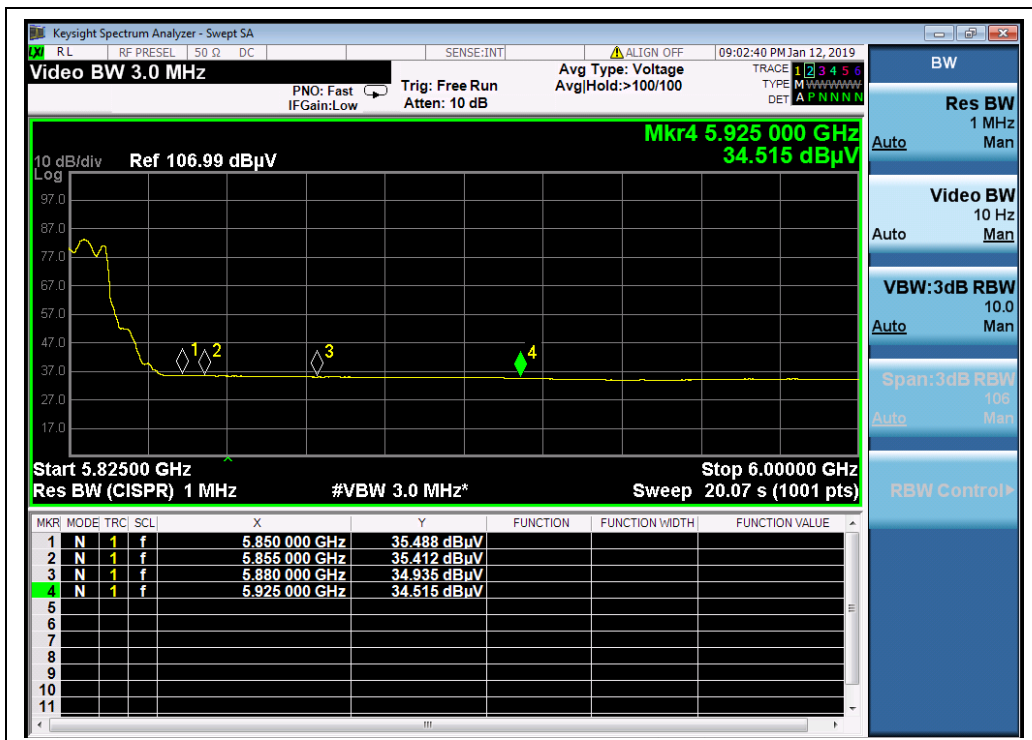 Keysight Spectrum Analyzer - Swept SA
LXI RL RF PRESEL 50 Ω DC SENSE:INT ALIGN OFF 09:02:40 PM Jan 12, 2019
Video BW 3.0 MHz
PNO: Fast
IFGain:Low
Trig: Free Run
Atten: 10 dB
Avg Type: Voltage
Avg|Hold:>100/100
TRACE 1 2 3 4 5 6
TYPE M W W W W W
DET A P N N N N
Mkr4 5.925 000 GHz
34.515 dBµV
10 dB/div Ref 106.99 dBµV
Log
97.0
87.0
77.0
67.0
57.0
47.0
37.0
27.0
17.0
1 2 3 4
Start 5.82500 GHz Stop 6.00000 GHz
Res BW (CISPR) 1 MHz #VBW 3.0 MHz* Sweep 20.07 s (1001 pts)
MKR MODE TRC SCL X Y FUNCTION FUNCTION WIDTH FUNCTION VALUE
1 N 1 f 5.850 000 GHz 35.488 dBµV
2 N 1 f 5.855 000 GHz 35.412 dBµV
3 N 1 f 5.880 000 GHz 34.935 dBµV
4 N 1 f 5.925 000 GHz 34.515 dBµV
5
6
7
8
9
10
11
BW
Res BW
1 MHz
Auto Man
Video BW
10 Hz
Auto Man
VBW:3dB RBW
10.0
Auto Man
Span:3dB RBW
106
Auto Man
RBW Control